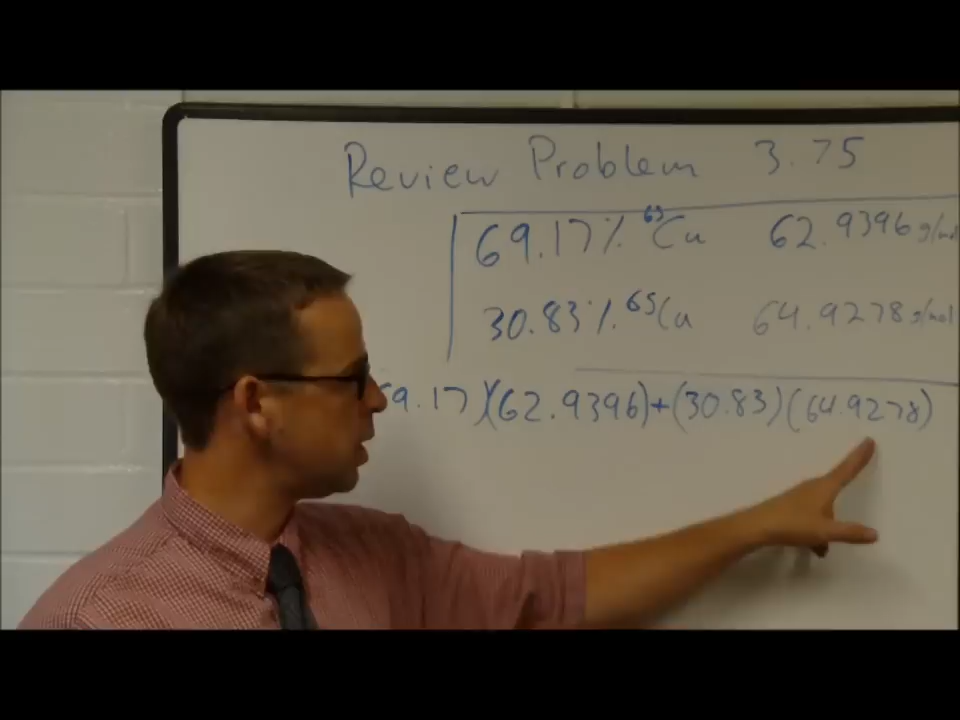 Review Problem 3.75
69.17% ⁶³Cu 62.9396 g/mol
30.83% ⁶⁵Cu 64.9278 g/mol
9.17)(62.9396)+(30.83)(64.9278)